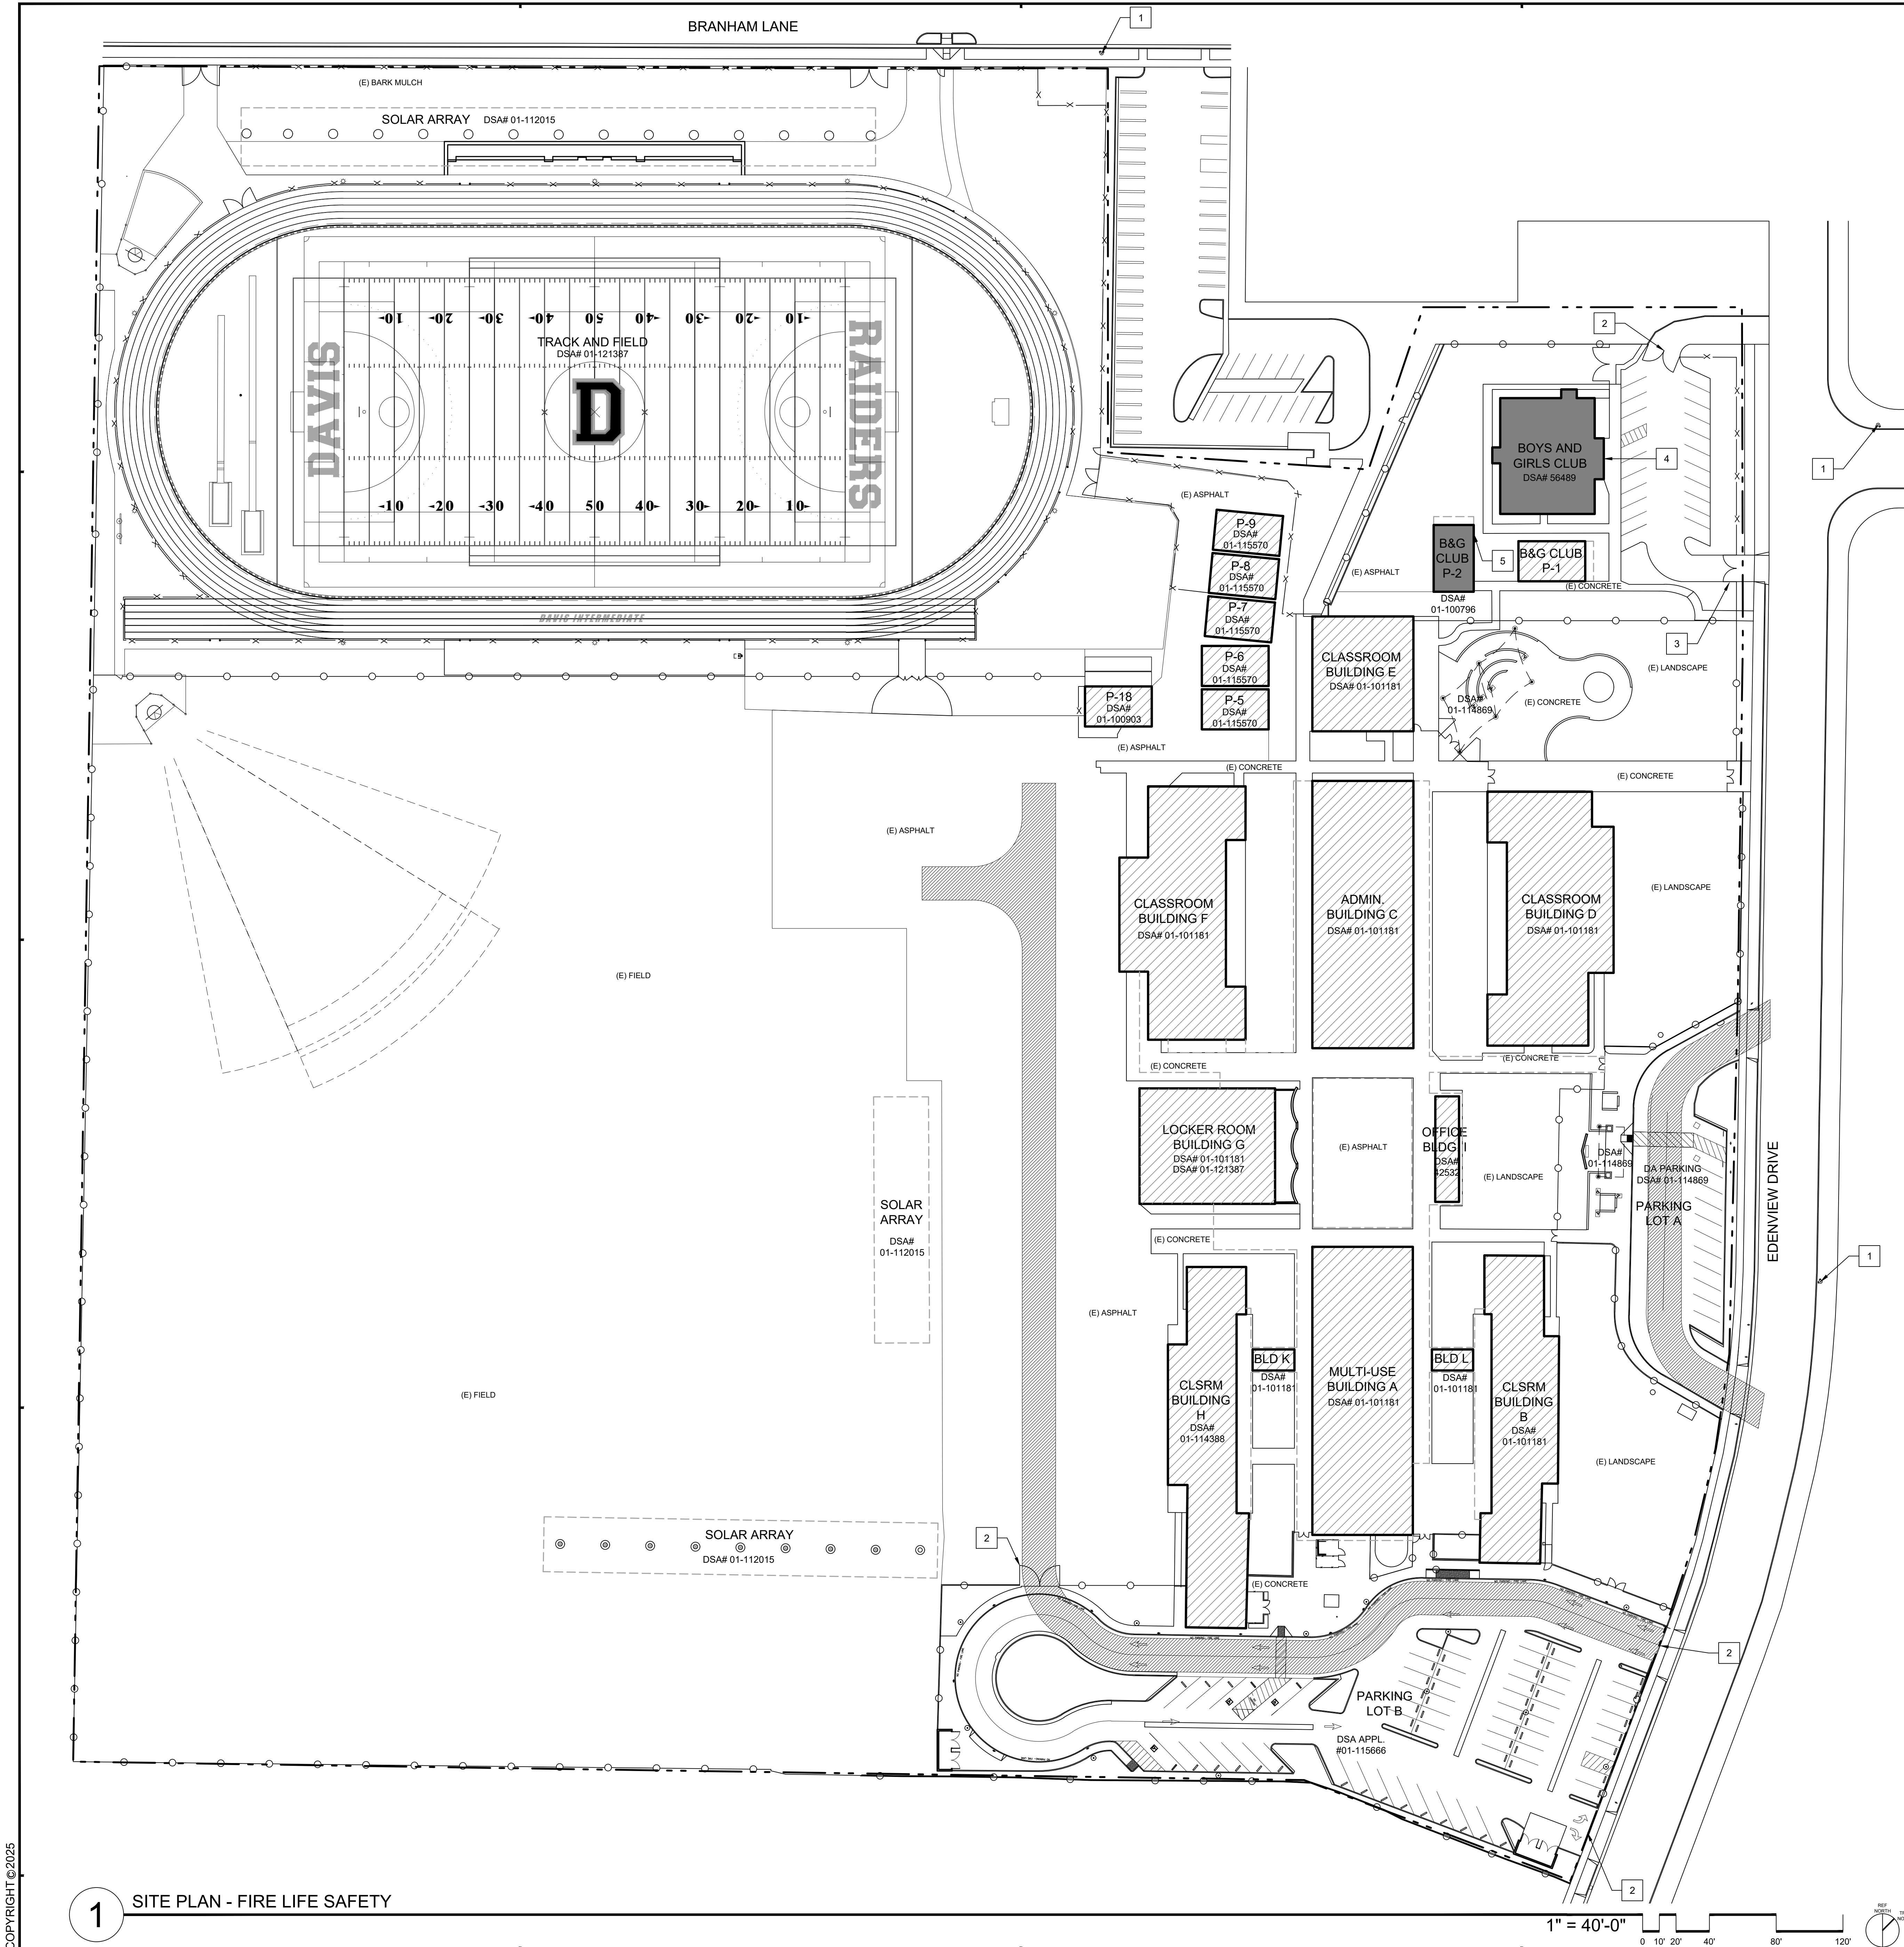 BRANHAM LANE
1
(E) BARK MULCH
SOLAR ARRAY DSA# 01-112015
-10 -20 -30 -40 50 40- 30- 20- 10-
TRACK AND FIELD
DSA# 01-121387
DAVIS
D
RAIDERS
-10 -20 -30 -40 50 40- 30- 20- 10-
DAVIS INTERMEDIATE
2
BOYS AND
GIRLS CLUB
DSA# 56489
4
1
(E) ASPHALT
P-9
DSA#
01-115570
P-8
DSA#
01-115570
P-7
DSA#
01-115570
P-6
DSA#
01-115570
P-5
DSA#
01-115570
P-18
DSA#
01-100903
(E) ASPHALT
(E) ASPHALT
B&G
CLUB
P-2
DSA#
01-100796
5
B&G CLUB
P-1
(E) CONCRETE
3
(E) LANDSCAPE
CLASSROOM
BUILDING E
DSA# 01-101181
DSA#
01-114869
(E) CONCRETE
(E) CONCRETE
(E) CONCRETE
(E) ASPHALT
CLASSROOM
BUILDING F
DSA# 01-101181
ADMIN.
BUILDING C
DSA# 01-101181
CLASSROOM
BUILDING D
DSA# 01-101181
(E) LANDSCAPE
(E) FIELD
(E) CONCRETE
(E) CONCRETE
LOCKER ROOM
BUILDING G
DSA# 01-101181
DSA# 01-121387
(E) ASPHALT
OFFICE
BLDG I
DSA#
42532
(E) LANDSCAPE
DSA#
01-114869
DA PARKING
DSA# 01-114869
PARKING
LOT A
EDENVIEW DRIVE
SOLAR
ARRAY
DSA#
01-112015
(E) CONCRETE
1
(E) ASPHALT
CLSRM
BUILDING
H
DSA#
01-114388
BLD K
DSA#
01-101181
MULTI-USE
BUILDING A
DSA# 01-101181
BLD L
DSA#
01-101181
CLSRM
BUILDING
B
DSA#
01-101181
(E) FIELD
(E) LANDSCAPE
SOLAR ARRAY
DSA# 01-112015
2
(E) CONCRETE
2
PARKING
LOT B
DSA APPL.
#01-115666
2
1
SITE PLAN - FIRE LIFE SAFETY
1" = 40'-0"
0 10' 20' 40' 80' 120'
REF
NORTH
COPYRIGHT © 2025